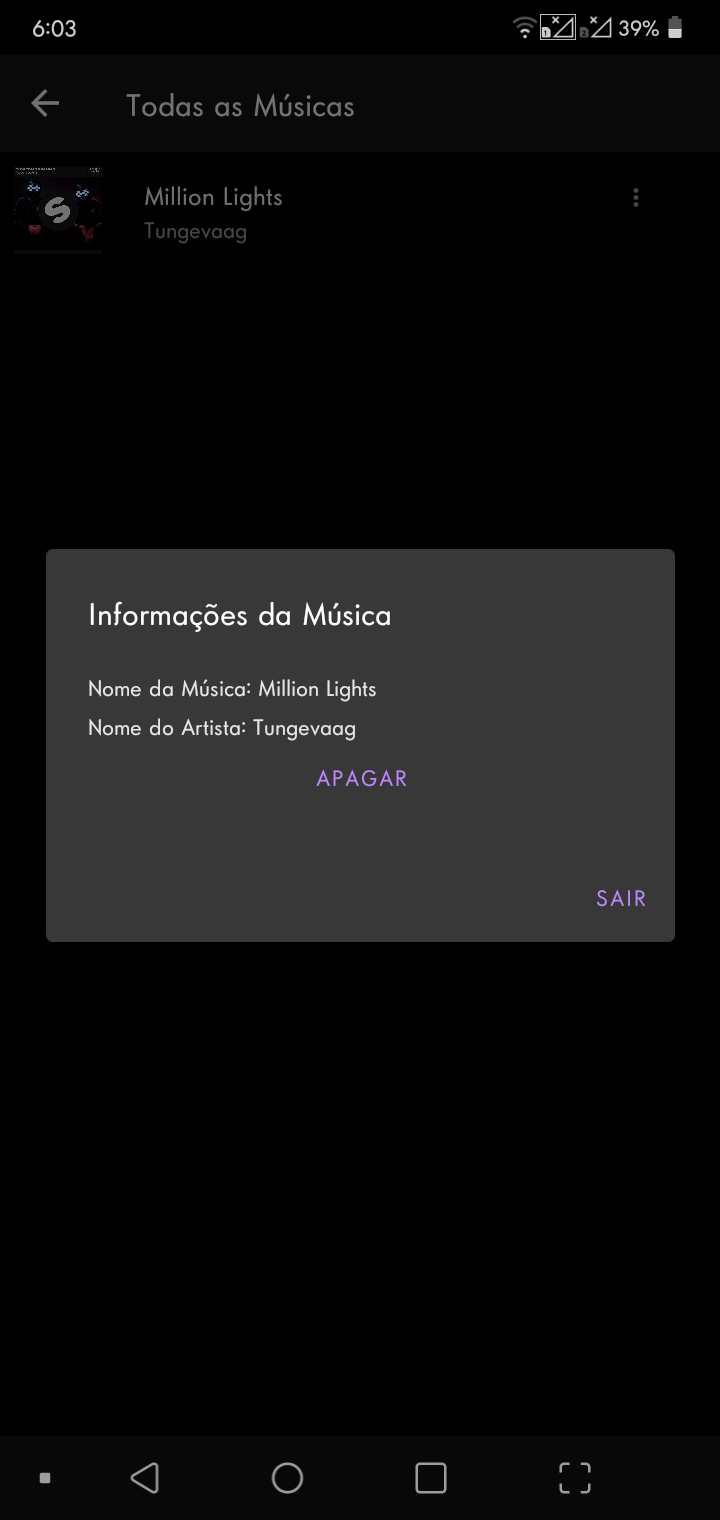 6:03
39%
Todas as Músicas
Million Lights
Tungevaag
Informações da Música
Nome da Música: Million Lights
Nome do Artista: Tungevaag
APAGAR
SAIR